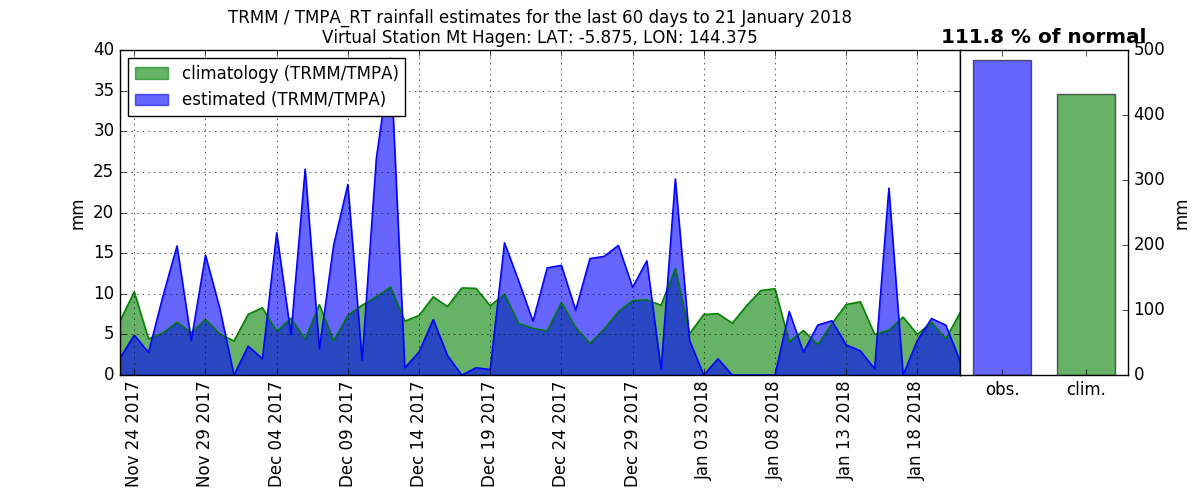 TRMM / TMPA_RT rainfall estimates for the last 60 days to 21 January 2018
Virtual Station Mt Hagen: LAT: -5.875, LON: 144.375
111.8 % of normal
climatology (TRMM/TMPA)
estimated (TRMM/TMPA)
mm
40
35
30
25
20
15
10
5
0
Nov 24 2017
Nov 29 2017
Dec 04 2017
Dec 09 2017
Dec 14 2017
Dec 19 2017
Dec 24 2017
Dec 29 2017
Jan 03 2018
Jan 08 2018
Jan 13 2018
Jan 18 2018
obs.
clim.
500
400
300
200
100
0
mm